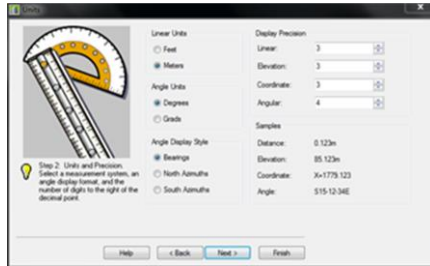 Units
Linear Units
Feet
Meters
Angle Units
Degrees
Grads
Angle Display Style
Bearings
North Azimuths
South Azimuths
Display Precision
Linear: 3
Elevation: 3
Coordinate: 3
Angular: 4
Samples
Distance: 0.123m
Elevation: 85.123m
Coordinate: X=1779.123
Angle: S15-12-34E
Step 2: Units and Precision.
Select a measurement system, an
angle display format, and the
number of digits to the right of the
decimal point.
Help
< Back
Next >
Finish